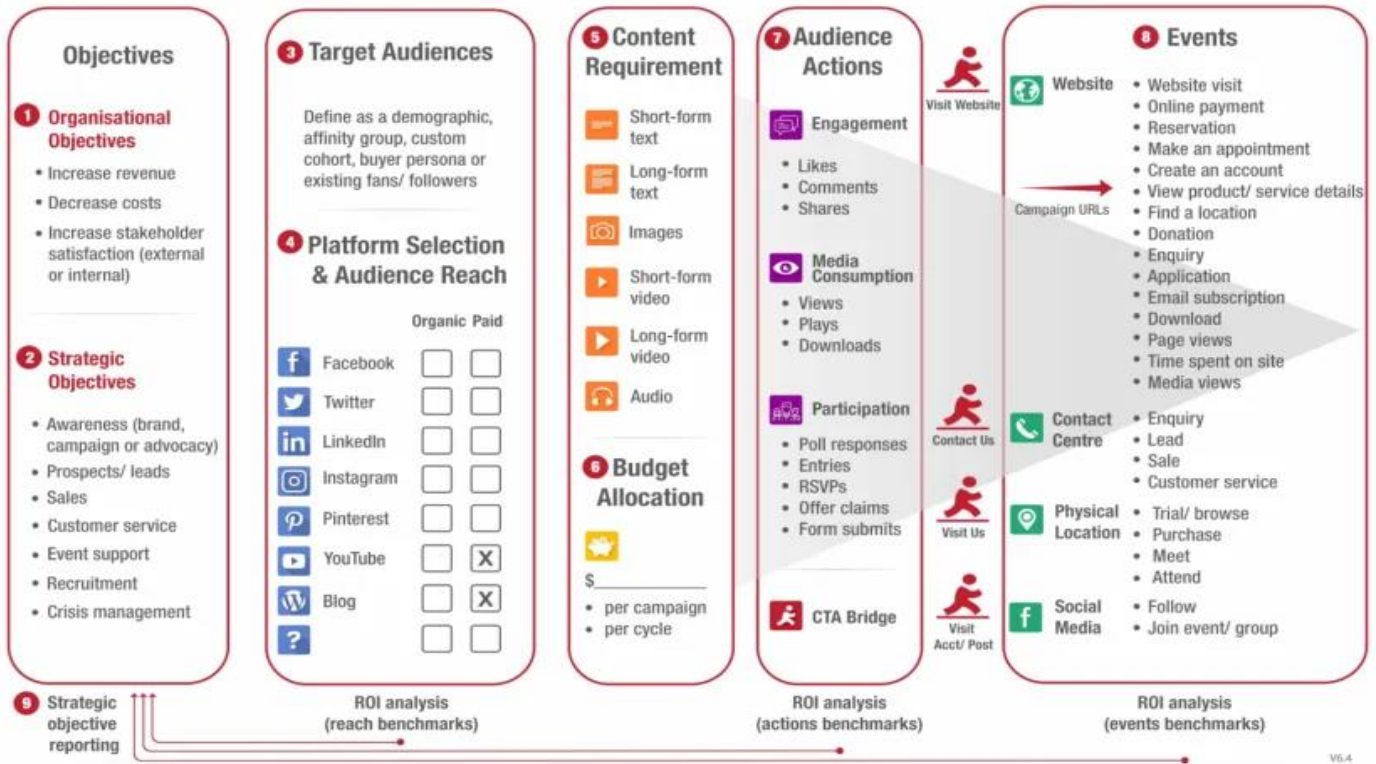 Objectives
1 Organisational
Objectives
• Increase revenue
• Decrease costs
• Increase stakeholder
satisfaction (external
or internal)
2 Strategic
Objectives
• Awareness (brand,
campaign or advocacy)
• Prospects/ leads
• Sales
• Customer service
• Event support
• Recruitment
• Crisis management
3 Target Audiences
Define as a demographic,
affinity group, custom
cohort, buyer persona or
existing fans/ followers
4 Platform Selection
& Audience Reach
Organic Paid
Facebook
Twitter
LinkedIn
Instagram
Pinterest
YouTube X
Blog X
?
5 Content
Requirement
Short-form
text
Long-form
text
Images
Short-form
video
Long-form
video
Audio
6 Budget
Allocation
$
• per campaign
• per cycle
7 Audience
Actions
Engagement
• Likes
• Comments
• Shares
Media
Consumption
• Views
• Plays
• Downloads
Participation
• Poll responses
• Entries
• RSVPs
• Offer claims
• Form submits
CTA Bridge
Visit Website
Campaign URLs
Contact Us
Visit Us
Visit
Acct/ Post
8 Events
Website
• Website visit
• Online payment
• Reservation
• Make an appointment
• Create an account
• View product/ service details
• Find a location
• Donation
• Enquiry
• Application
• Email subscription
• Download
• Page views
• Time spent on site
• Media views
Contact
Centre
• Enquiry
• Lead
• Sale
• Customer service
Physical
Location
• Trial/ browse
• Purchase
• Meet
• Attend
Social
Media
• Follow
• Join event/ group
9 Strategic
objective
reporting
ROI analysis
(reach benchmarks)
ROI analysis
(actions benchmarks)
ROI analysis
(events benchmarks)
V6.4